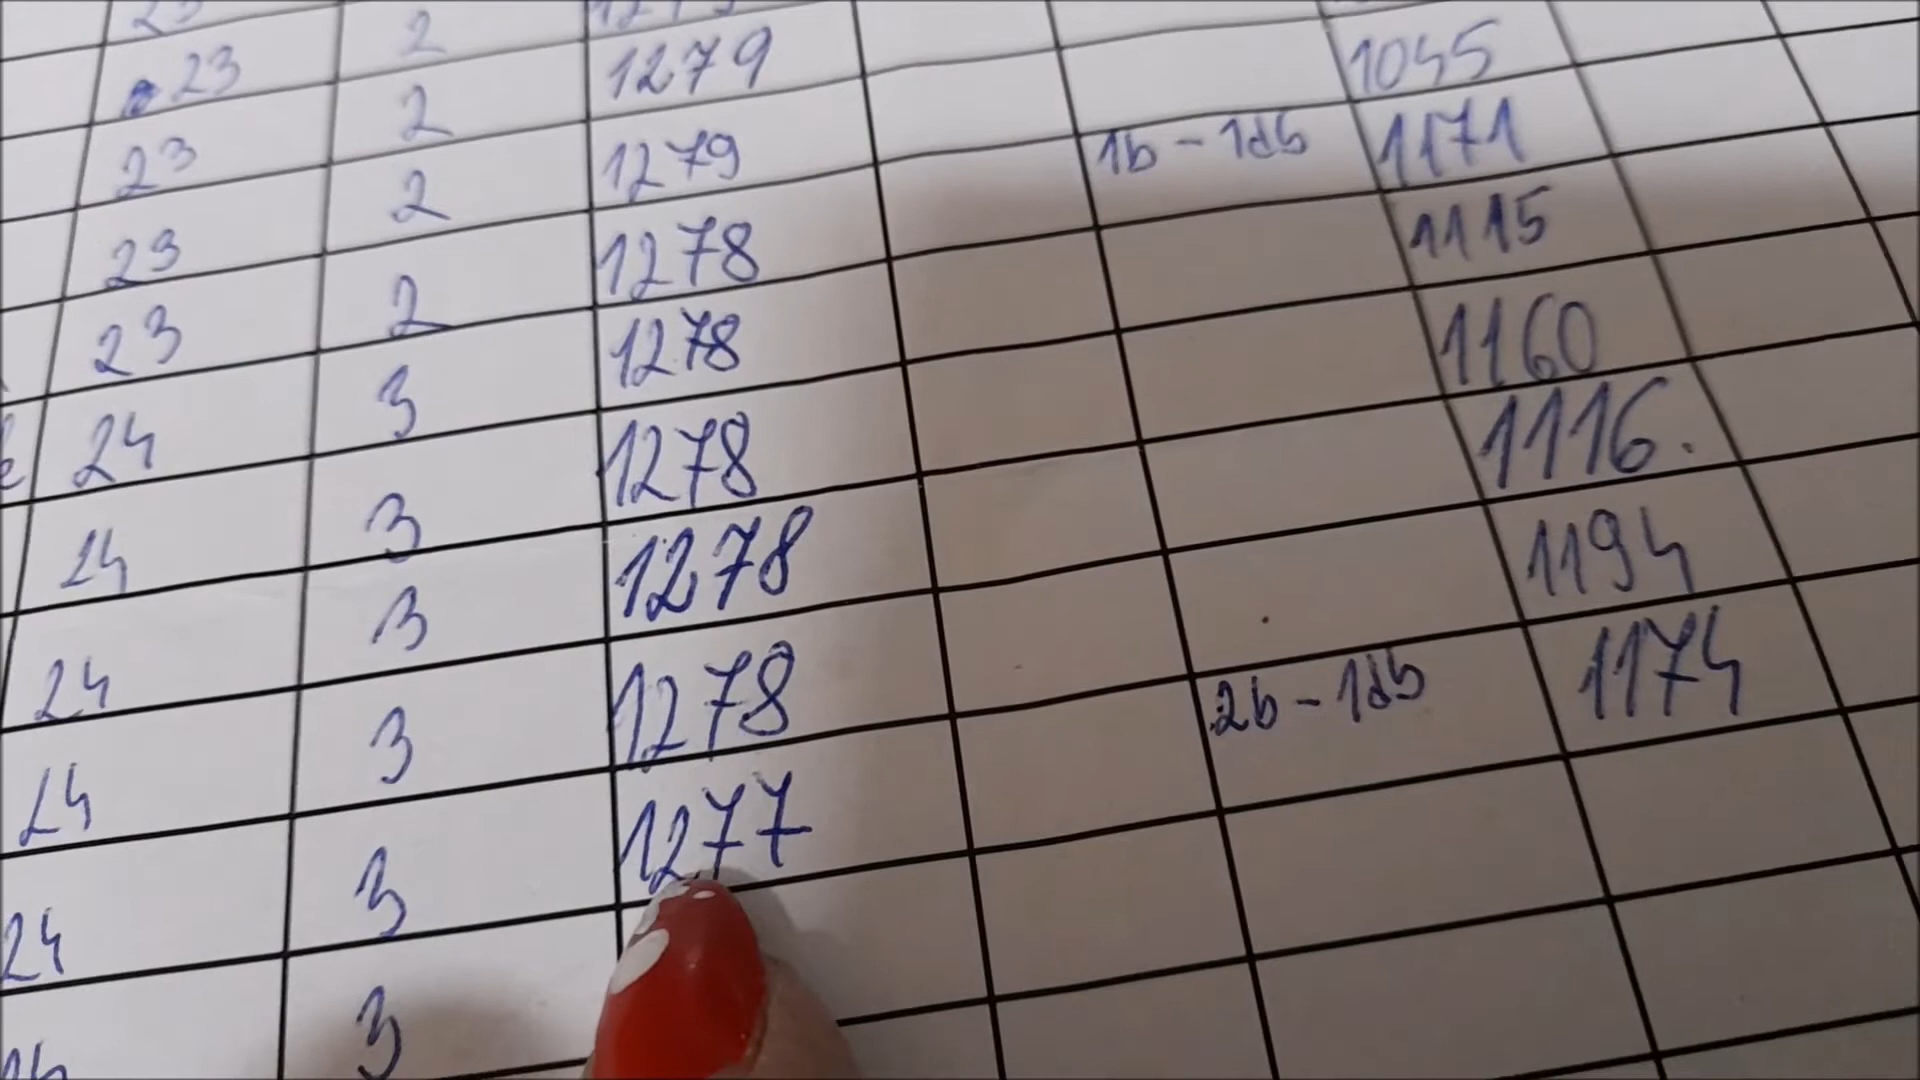 23 2
23 2 1279
23 2 1279 1045
23 2 1278 1b - 1db 1171
24 3 1278 1115
24 3 1278 1160
24 3 1278 1116.
24 3 1278 1194
24 3 1277 2b - 1db 1174
3